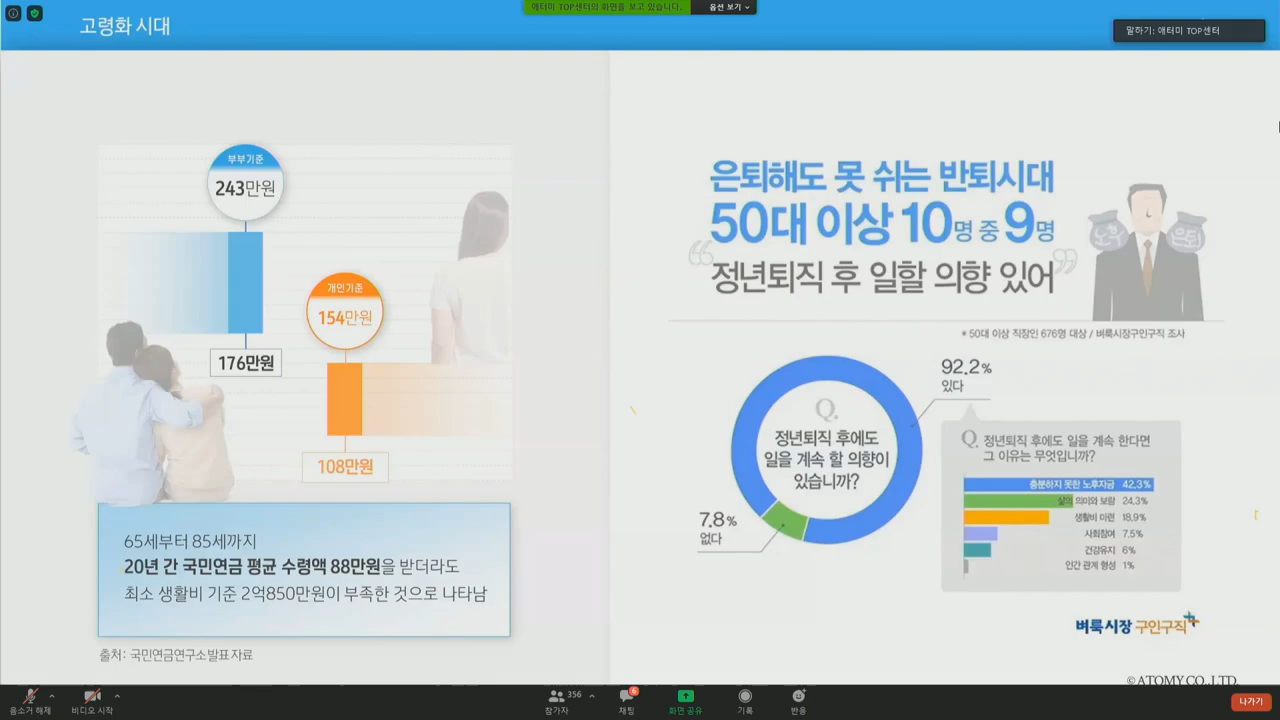 애터미 TOP센터의 화면을 보고 있습니다.
옵션 보기
고령화 시대
말하기: 애터미 TOP센터
부부기준
243만원
176만원
개인기준
154만원
108만원
65세부터 85세까지
20년 간 국민연금 평균 수령액 88만원을 받더라도
최소 생활비 기준 2억850만원이 부족한 것으로 나타남
출처: 국민연금연구소발표자료
은퇴해도 못 쉬는 반퇴시대
50대 이상 10명 중 9명
“정년퇴직 후 일할 의향 있어”
노후
은퇴
* 50대 이상 직장인 676명 대상 / 벼룩시장구인구직 조사
92.2%
있다
Q.
정년퇴직 후에도
일을 계속 할 의향이
있습니까?
7.8%
없다
Q. 정년퇴직 후에도 일을 계속 한다면
그 이유는 무엇입니까?
충분하지 못한 노후자금 42.3%
삶의 의미와 보람 24.3%
생활비 마련 18.9%
사회참여 7.5%
건강유지 6%
인간 관계 형성 1%
벼룩시장 구인구직
©ATOMY CO.,LTD.
음소거 해제
비디오 시작
356
참가자
6
채팅
화면 공유
기록
반응
나가기